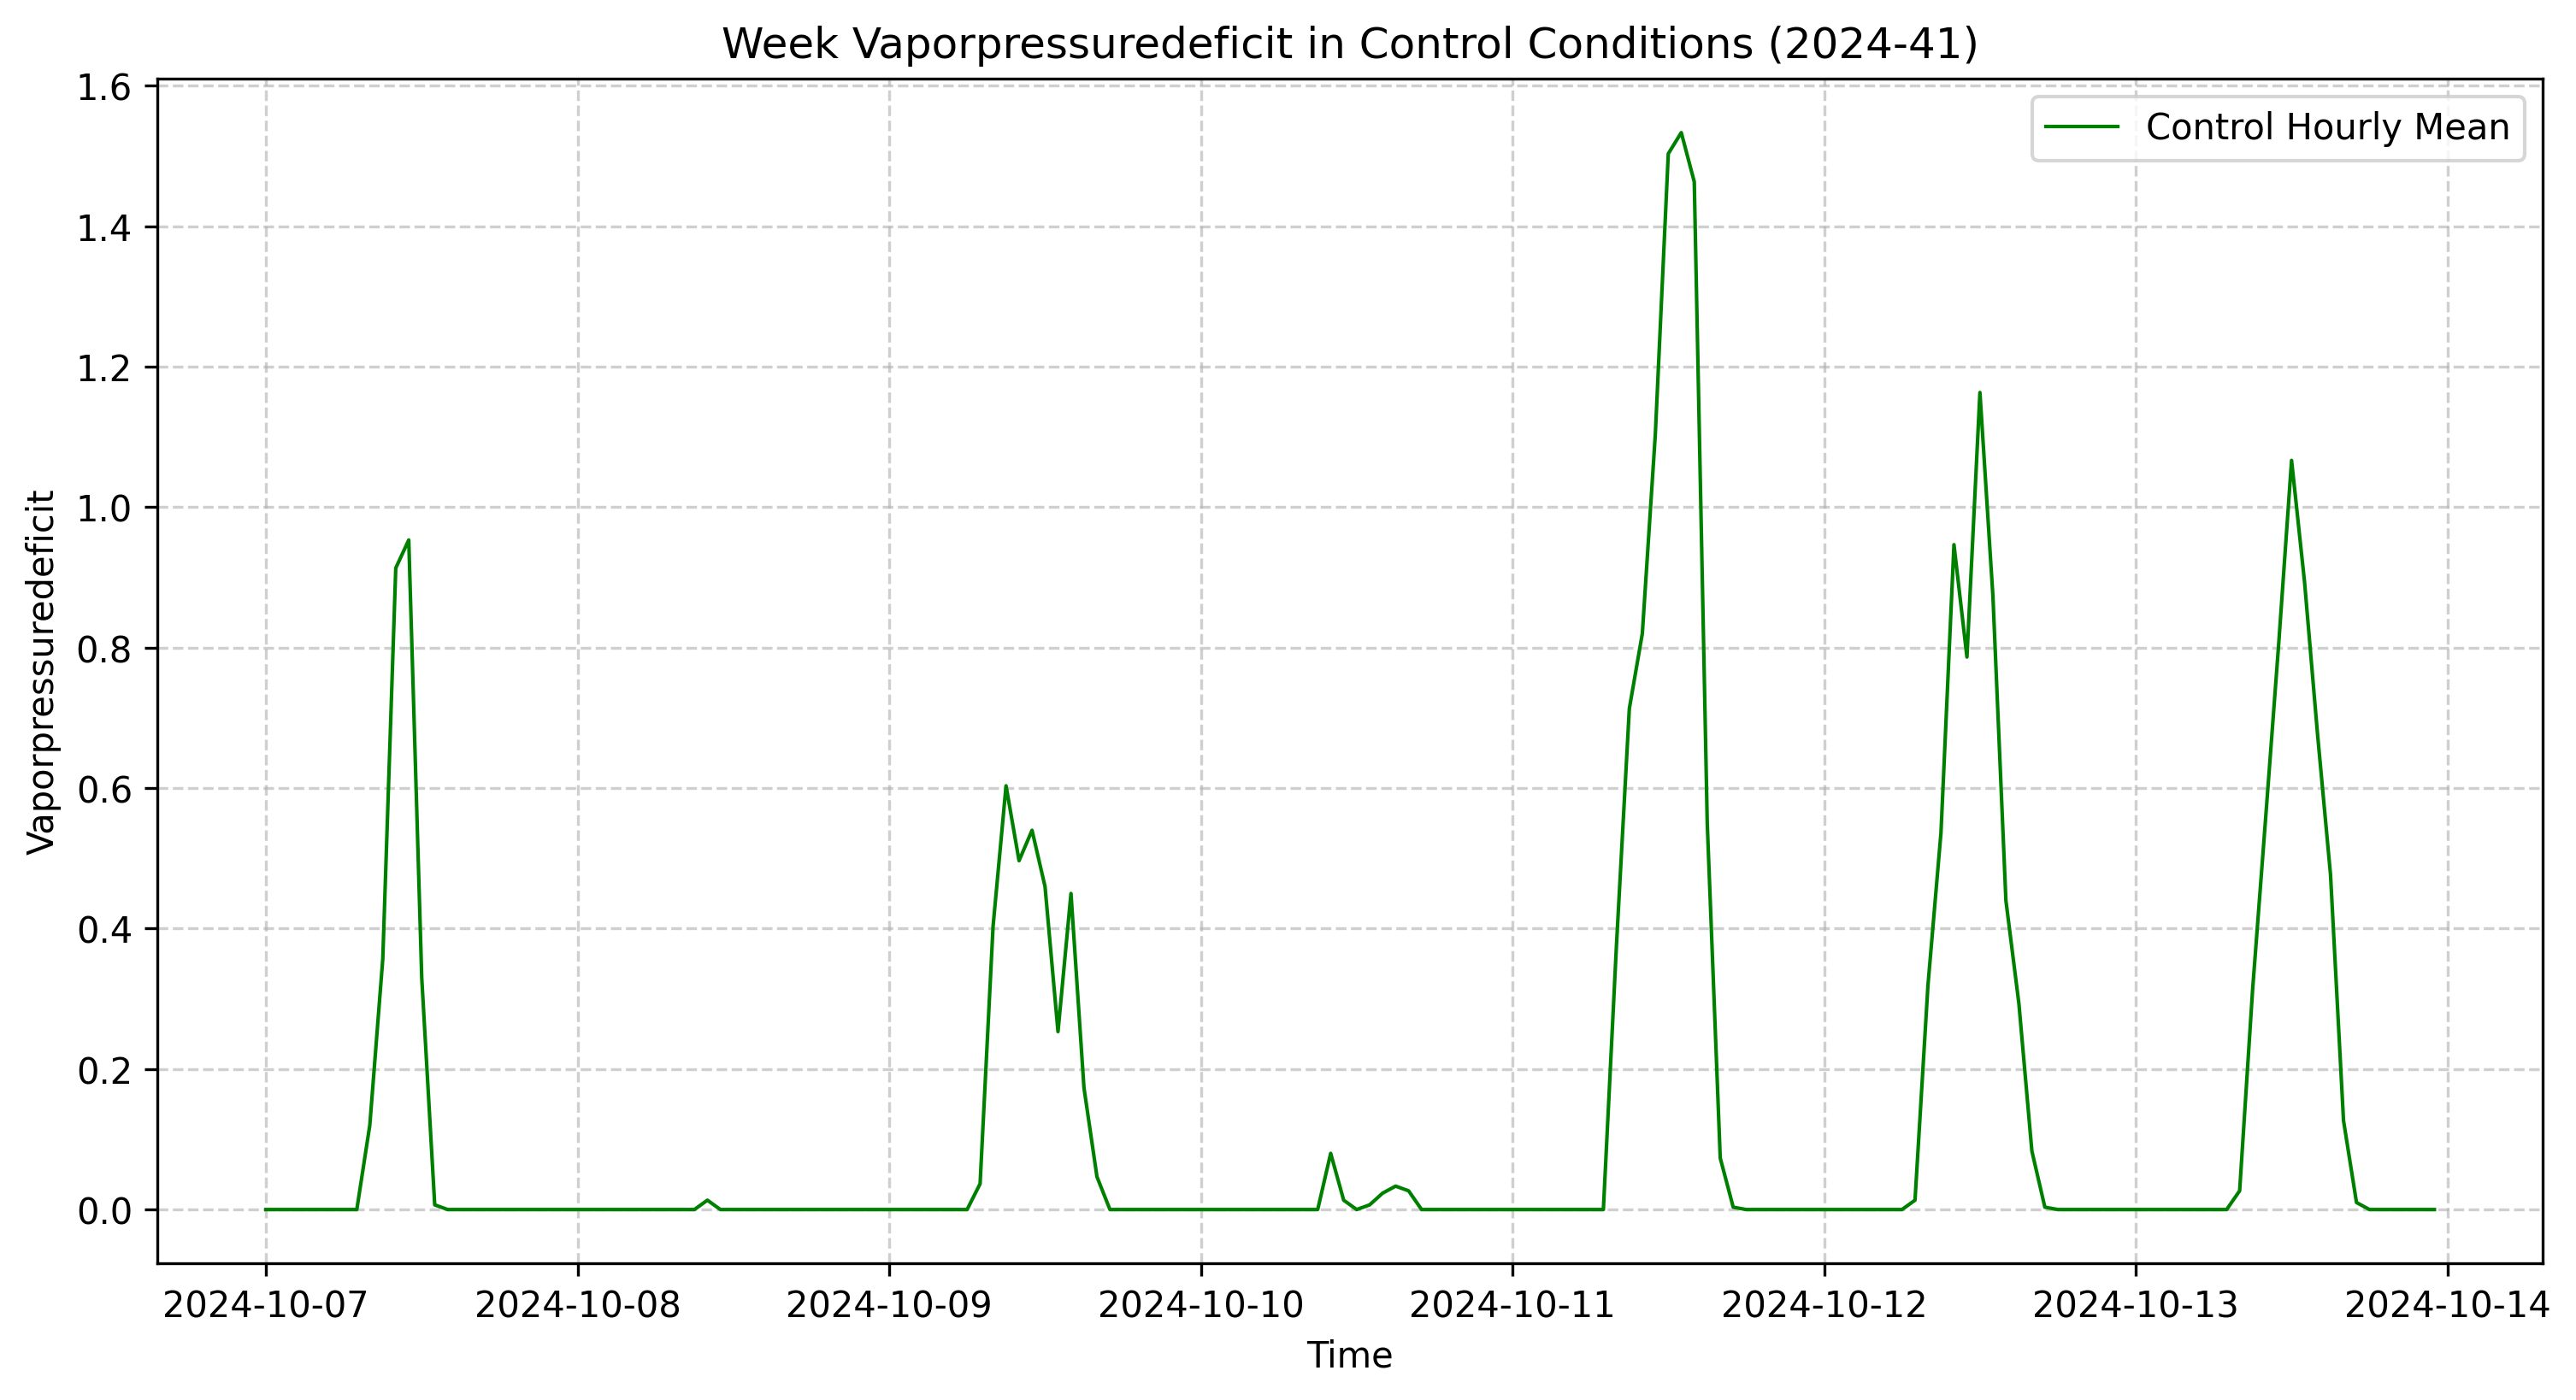 Week Vaporpressuredeficit in Control Conditions (2024-41)
Control Hourly Mean
Vaporpressuredeficit
1.6
1.4
1.2
1.0
0.8
0.6
0.4
0.2
0.0
2024-10-07 2024-10-08 2024-10-09 2024-10-10 2024-10-11 2024-10-12 2024-10-13 2024-10-14
Time